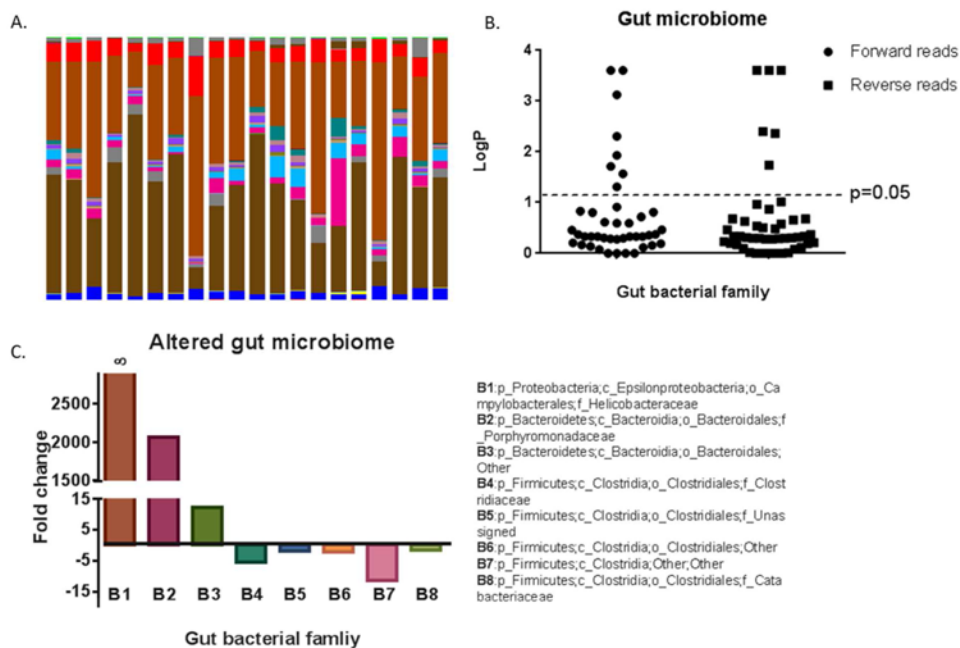 A.
B.
Gut microbiome
4
3
2
1
0
LogP
Forward reads
Reverse reads
p=0.05
Gut bacterial family
C.
Altered gut microbiome
∞
2500
2000
1500
15
5
-5
-15
Fold change
B1 B2 B3 B4 B5 B6 B7 B8
Gut bacterial famliy
B1:p_Proteobacteria;c_Epsilonproteobacteria;o_Ca
mpylobacterales;f_Helicobacteraceae
B2:p_Bacteroidetes;c_Bacteroidia;o_Bacteroidales;f
_Porphyromonadaceae
B3:p_Bacteroidetes;c_Bacteroidia;o_Bacteroidales;
Other
B4:p_Firmicutes;c_Clostridia;o_Clostridiales;f_Clost
ridiaceae
B5:p_Firmicutes;c_Clostridia;o_Clostridiales;f_Unas
signed
B6:p_Firmicutes;c_Clostridia;o_Clostridiales;Other
B7:p_Firmicutes;c_Clostridia;Other;Other
B8:p_Firmicutes;c_Clostridia;o_Clostridiales;f_Cata
bacteriaceae